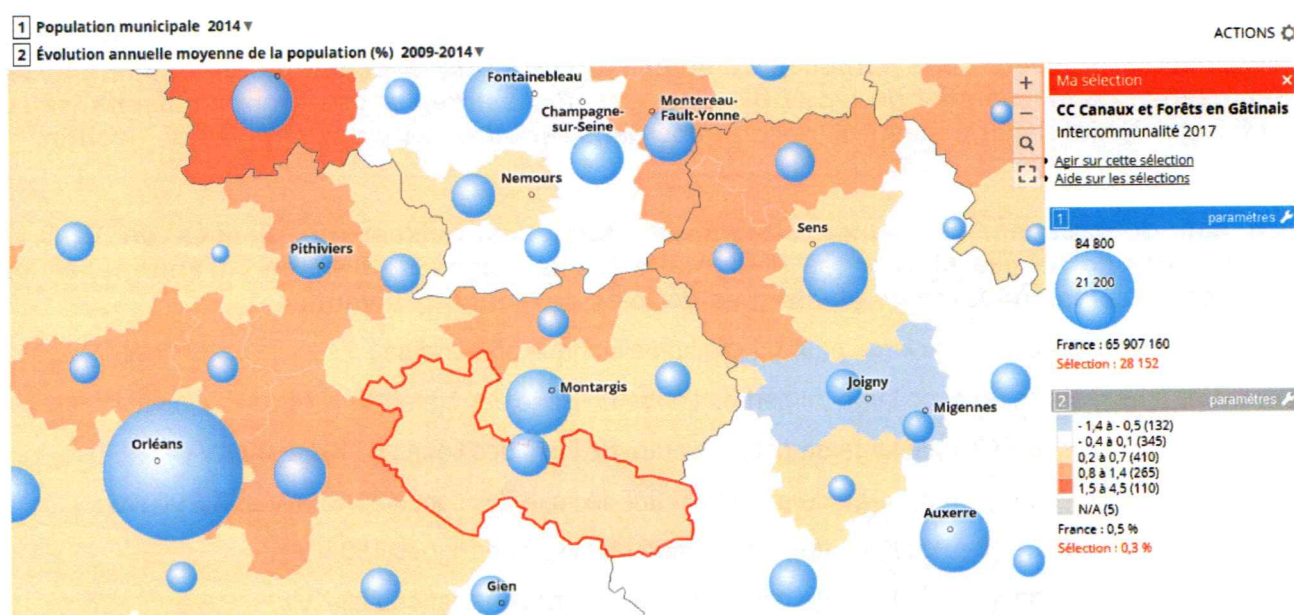 1 Population municipale 2014 ▼
2 Évolution annuelle moyenne de la population (%) 2009-2014 ▼
ACTIONS
Fontainebleau
Champagne-
sur-Seine
Montereau-
Fault-Yonne
Nemours
Pithiviers
Sens
Montargis
Joigny
Migennes
Orléans
Auxerre
Gien
+
−
Ma sélection ×
CC Canaux et Forêts en Gâtinais
Intercommunalité 2017
Agir sur cette sélection
Aide sur les sélections
1 paramètres
84 800
21 200
France : 65 907 160
Sélection : 28 152
2 paramètres
- 1,4 à - 0,5 (132)
- 0,4 à 0,1 (345)
0,2 à 0,7 (410)
0,8 à 1,4 (265)
1,5 à 4,5 (110)
N/A (5)
France : 0,5 %
Sélection : 0,3 %